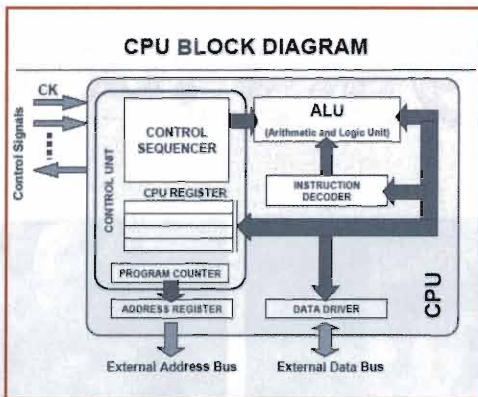 CPU BLOCK DIAGRAM
CK
Control Signals
CONTROL UNIT
CONTROL
SEQUENCER
CPU REGISTER
PROGRAM COUNTER
ADDRESS REGISTER
External Address Bus
ALU
(Arithmetic and Logic Unit)
INSTRUCTION
DECODER
DATA DRIVER
External Data Bus
CPU